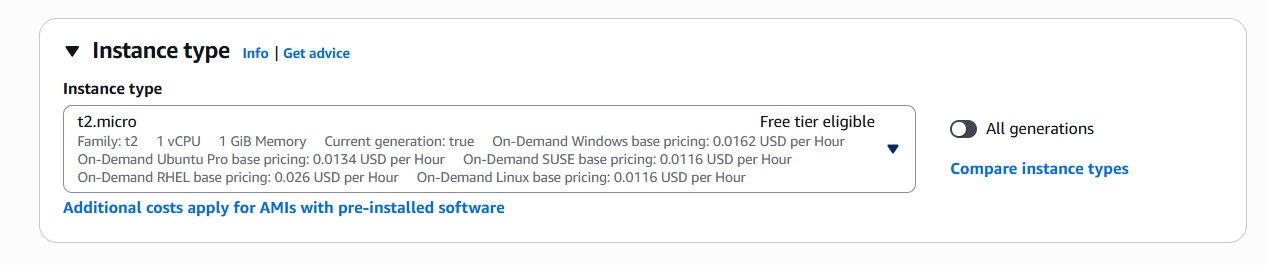 Instance type Info | Get advice
Instance type
t2.micro Free tier eligible
Family: t2 1 vCPU 1 GiB Memory Current generation: true On-Demand Windows base pricing: 0.0162 USD per Hour
On-Demand Ubuntu Pro base pricing: 0.0134 USD per Hour On-Demand SUSE base pricing: 0.0116 USD per Hour
On-Demand RHEL base pricing: 0.026 USD per Hour On-Demand Linux base pricing: 0.0116 USD per Hour
All generations
Compare instance types
Additional costs apply for AMIs with pre-installed software